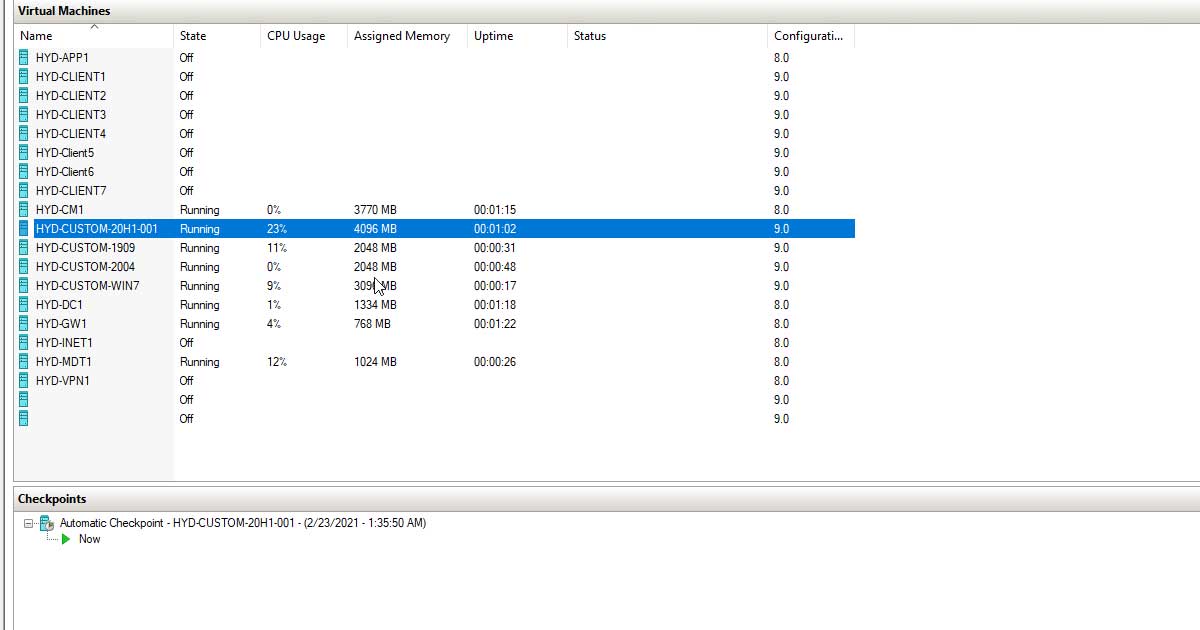 Virtual Machines
Name State CPU Usage Assigned Memory Uptime Status Configurati...
HYD-APP1 Off 8.0
HYD-CLIENT1 Off 9.0
HYD-CLIENT2 Off 9.0
HYD-CLIENT3 Off 9.0
HYD-CLIENT4 Off 9.0
HYD-Client5 Off 9.0
HYD-Client6 Off 9.0
HYD-CLIENT7 Off 9.0
HYD-CM1 Running 0% 3770 MB 00:01:15 8.0
HYD-CUSTOM-20H1-001 Running 23% 4096 MB 00:01:02 9.0
HYD-CUSTOM-1909 Running 11% 2048 MB 00:00:31 9.0
HYD-CUSTOM-2004 Running 0% 2048 MB 00:00:48 9.0
HYD-CUSTOM-WIN7 Running 9% MB 00:00:17 9.0
HYD-DC1 Running 1% 1334 MB 00:01:18 8.0
HYD-GW1 Running 4% 768 MB 00:01:22 8.0
HYD-INET1 Off 8.0
HYD-MDT1 Running 12% 1024 MB 00:00:26 8.0
HYD-VPN1 Off 8.0
Off 9.0
Off 9.0
Checkpoints
Automatic Checkpoint - HYD-CUSTOM-20H1-001 - (2/23/2021 - 1:35:50 AM)
Now